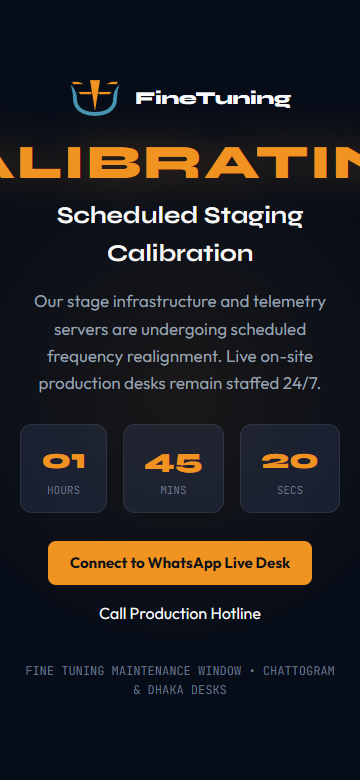 FineTuning
ALIBRATIN
Scheduled Staging
Calibration
Our stage infrastructure and telemetry
servers are undergoing scheduled
frequency realignment. Live on-site
production desks remain staffed 24/7.
01 45 20
HOURS MINS SECS
Connect to WhatsApp Live Desk
Call Production Hotline
FINE TUNING MAINTENANCE WINDOW • CHATTOGRAM
& DHAKA DESKS